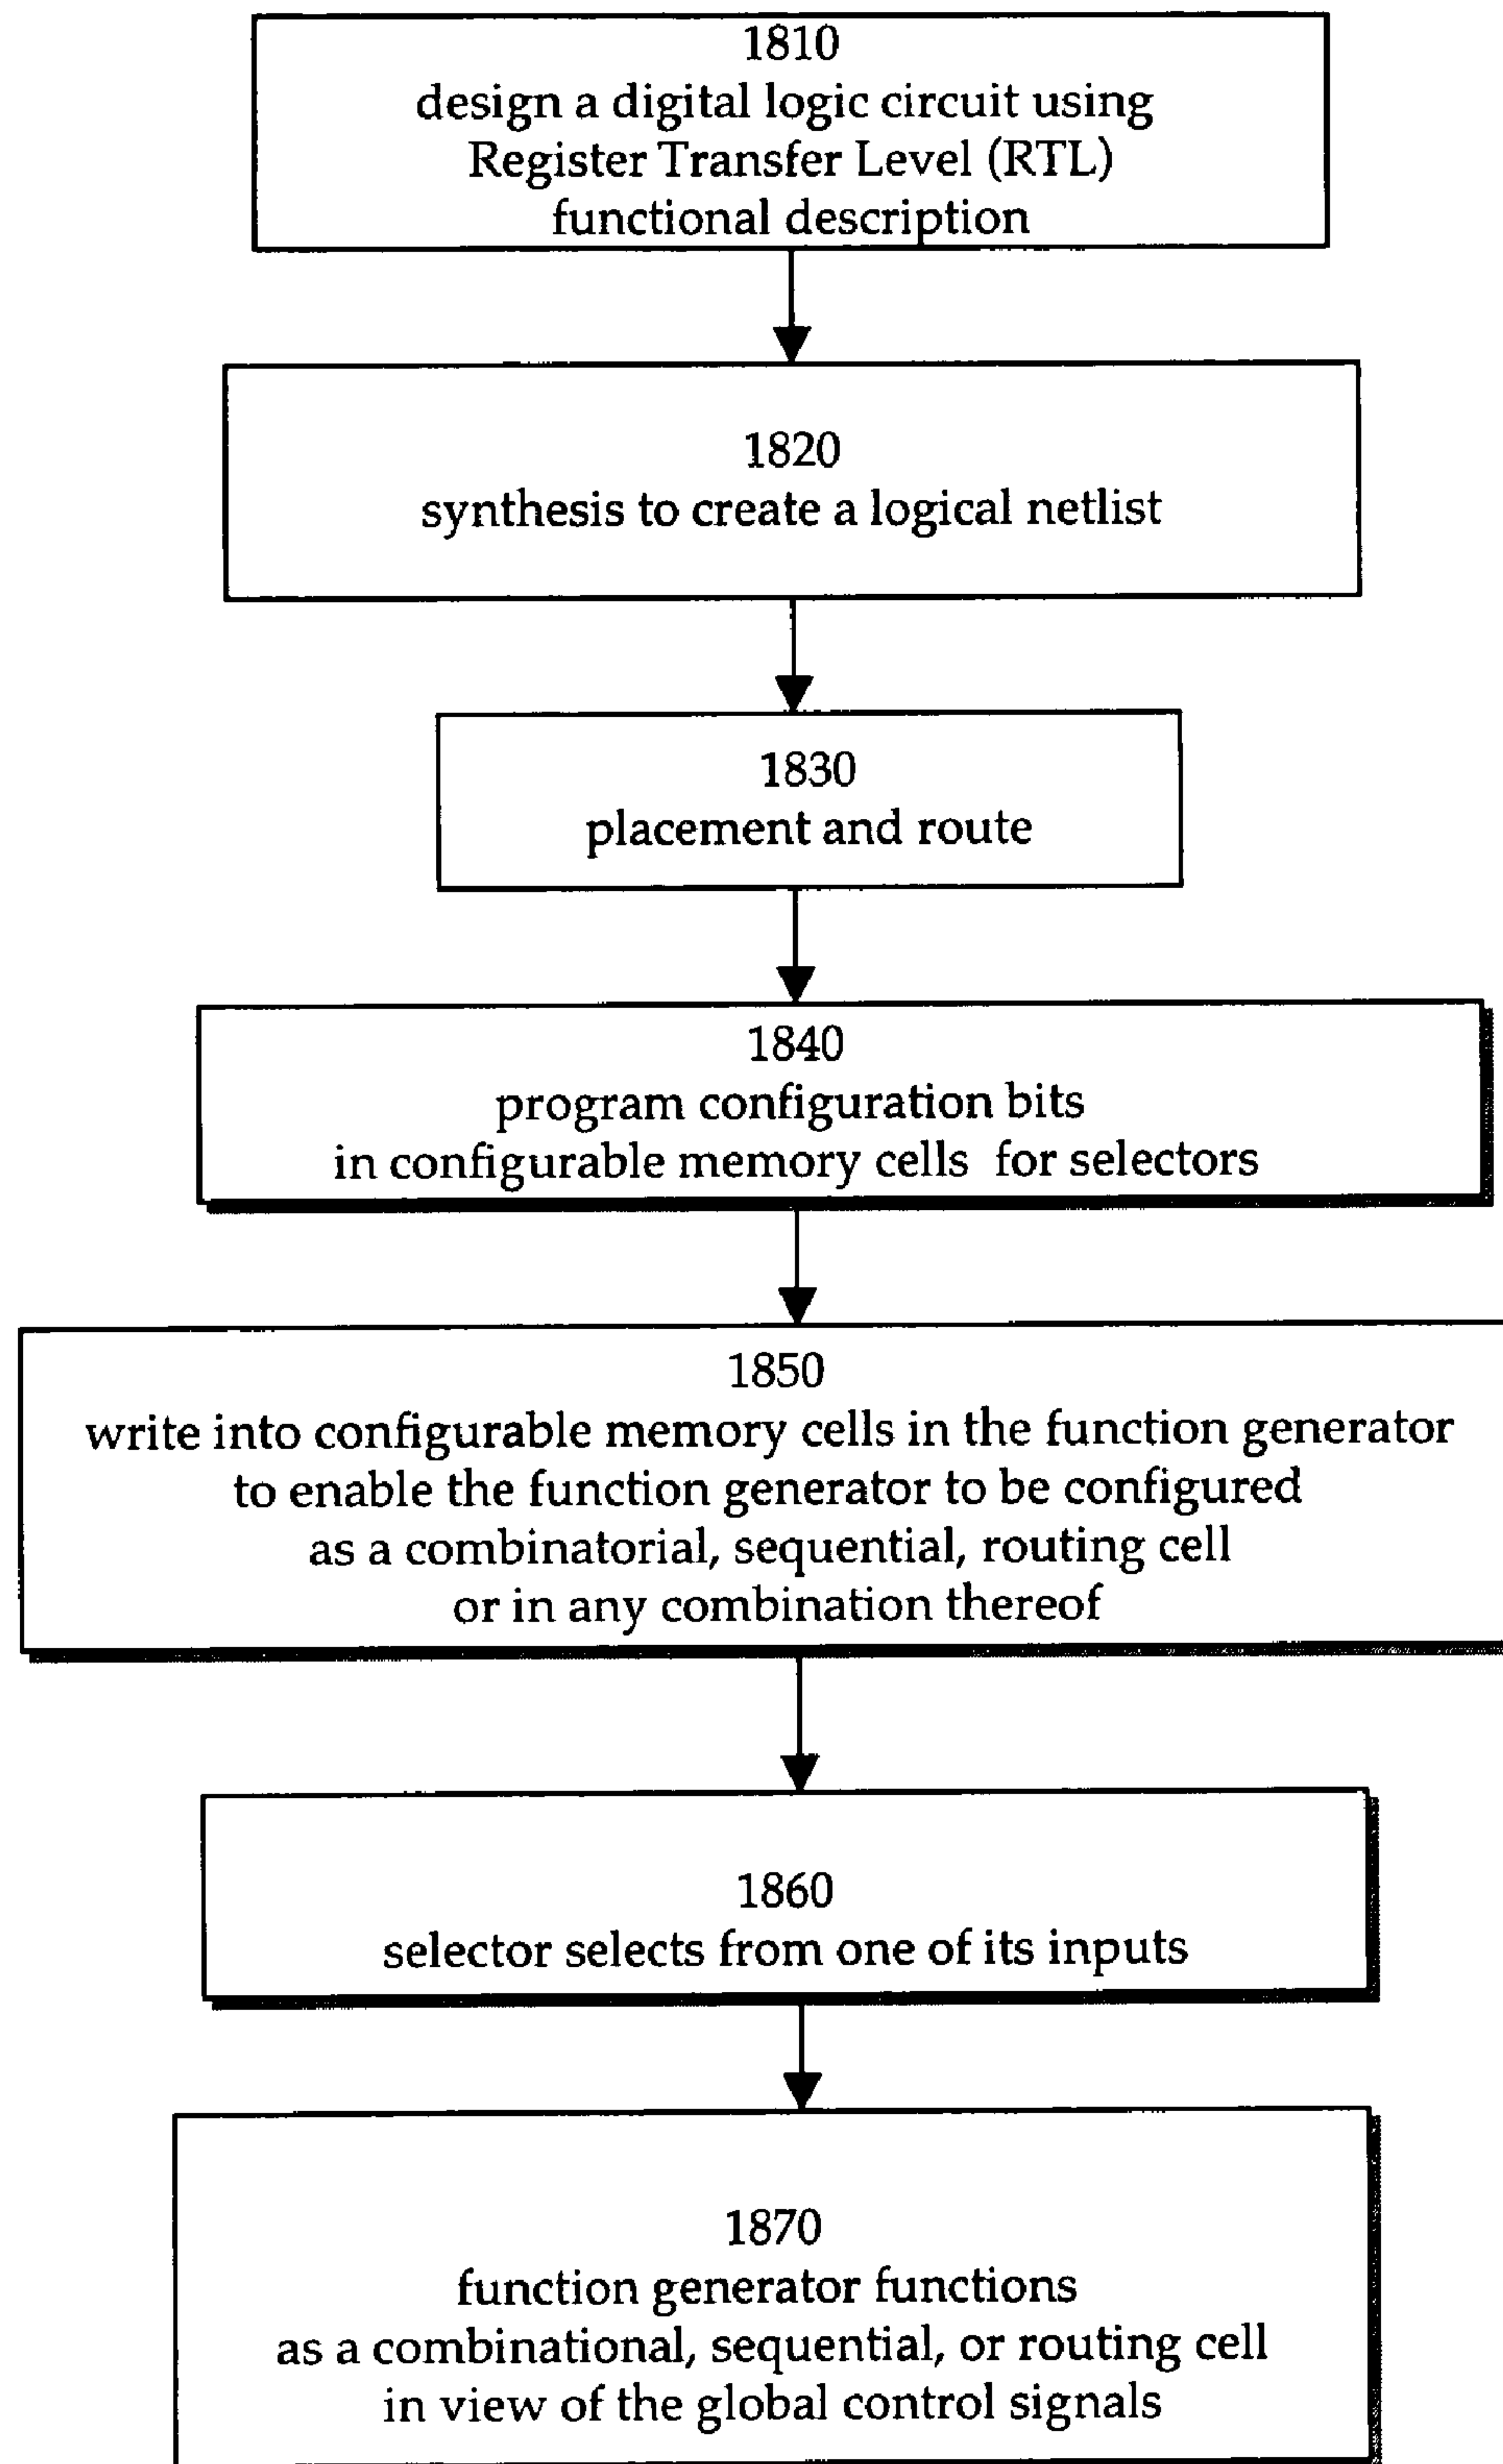 1810
design a digital logic circuit using
Register Transfer Level (RTL)
functional description
1820
synthesis to create a logical netlist
1830
placement and route
1840
program configuration bits
in configurable memory cells for selectors
1850
write into configurable memory cells in the function generator
to enable the function generator to be configured
as a combinatorial, sequential, routing cell
or in any combination thereof
1860
selector selects from one of its inputs
1870
function generator functions
as a combinational, sequential, or routing cell
in view of the global control signals